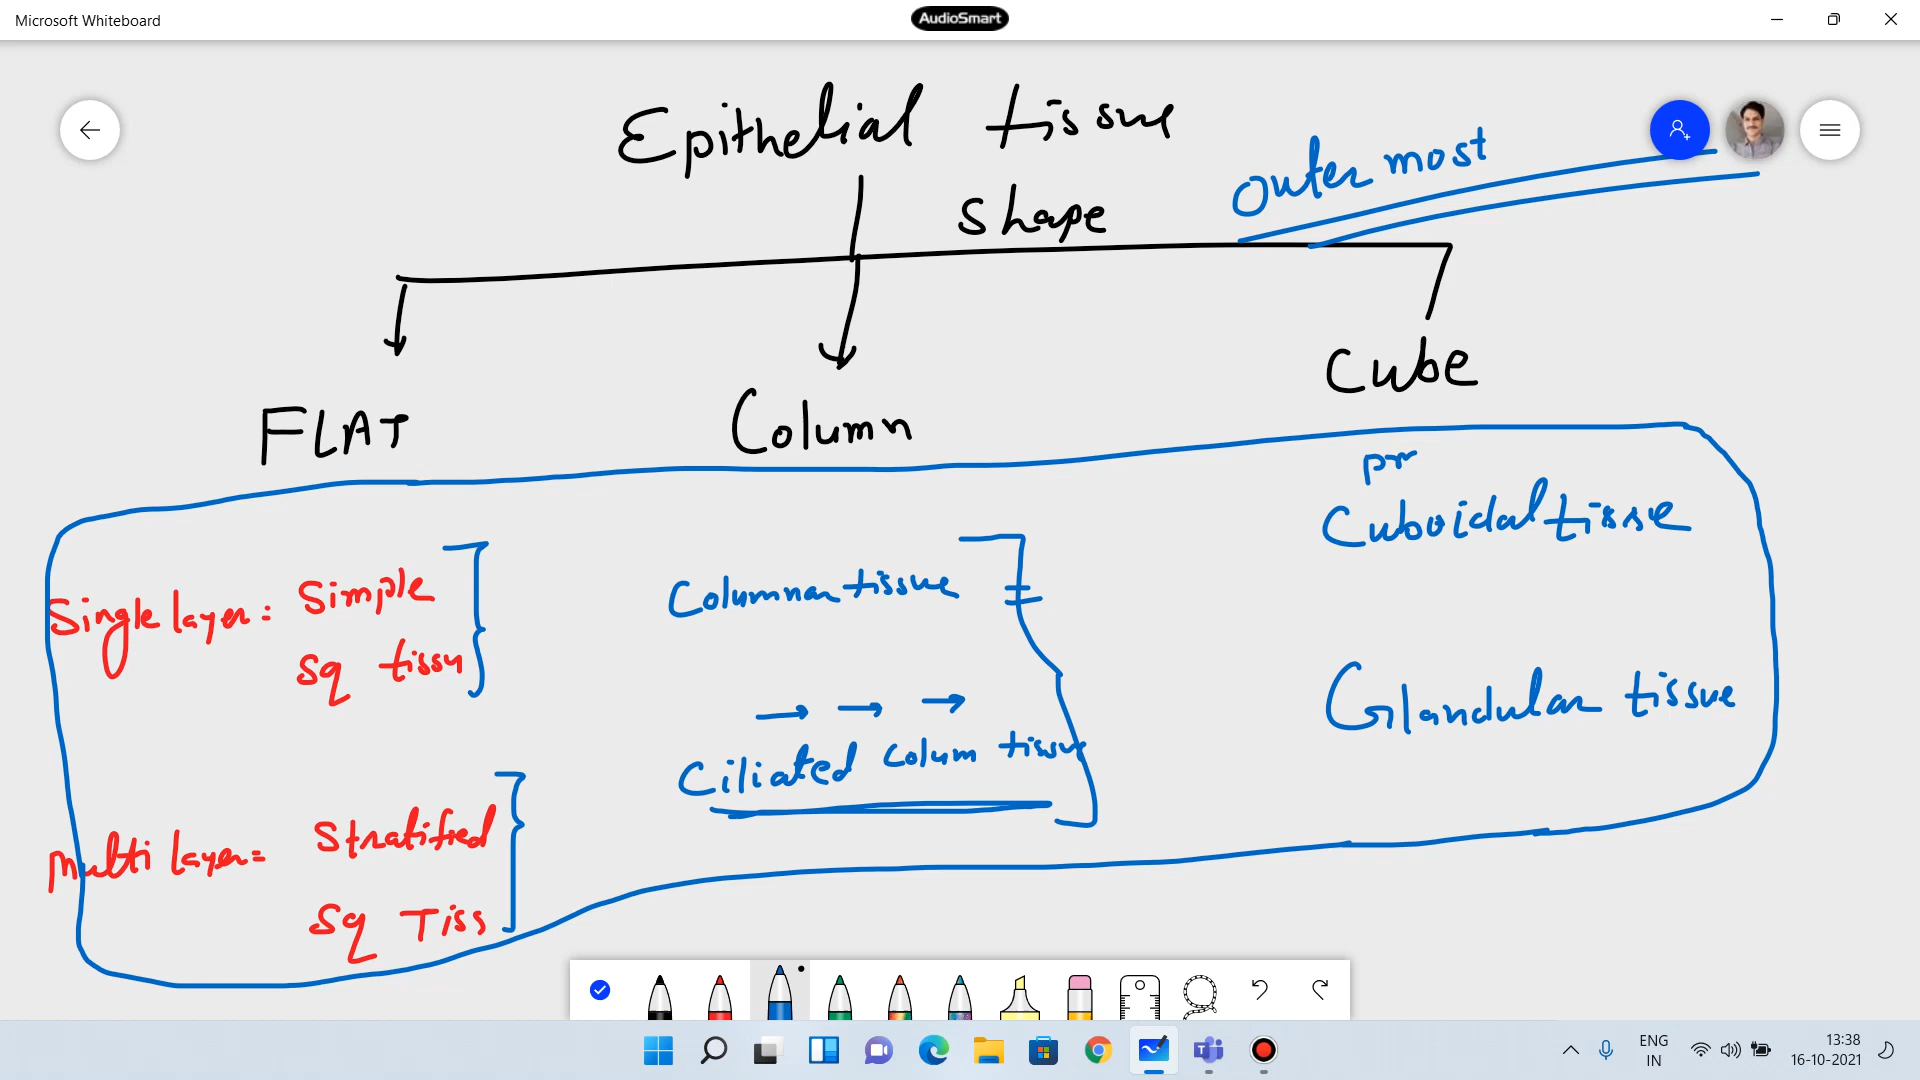 Microsoft Whiteboard
AudioSmart
Epithelial tissue
Shape
outer most
FLAT
Column
Cube
Single layer = Simple
sq tissu
Multi layer = Stratified
Sq Tiss
Columnar tissue
Ciliated colum tissue
pr
Cuboidal tissue
Glandular tissue
ENG
IN
13:38
16-10-2021